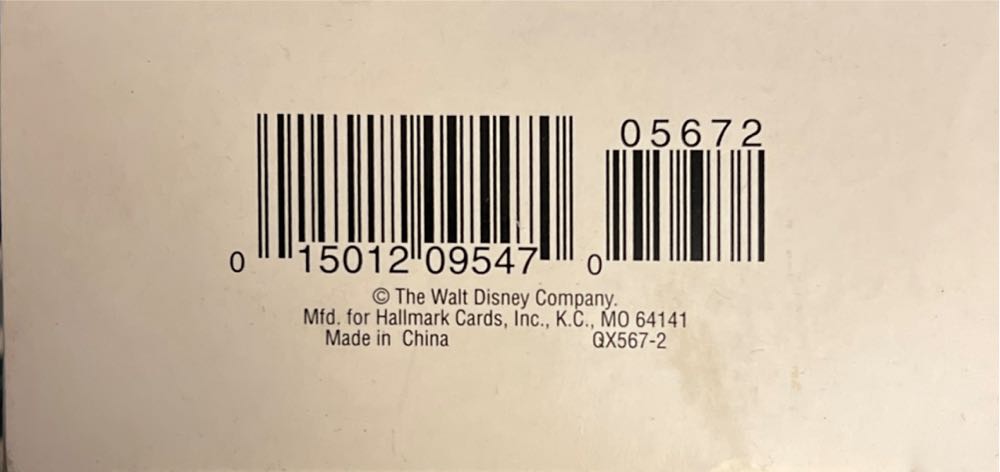 05672
0 15012 09547 0
© The Walt Disney Company.
Mfd. for Hallmark Cards, Inc., K.C., MO 64141
Made in China QX567-2